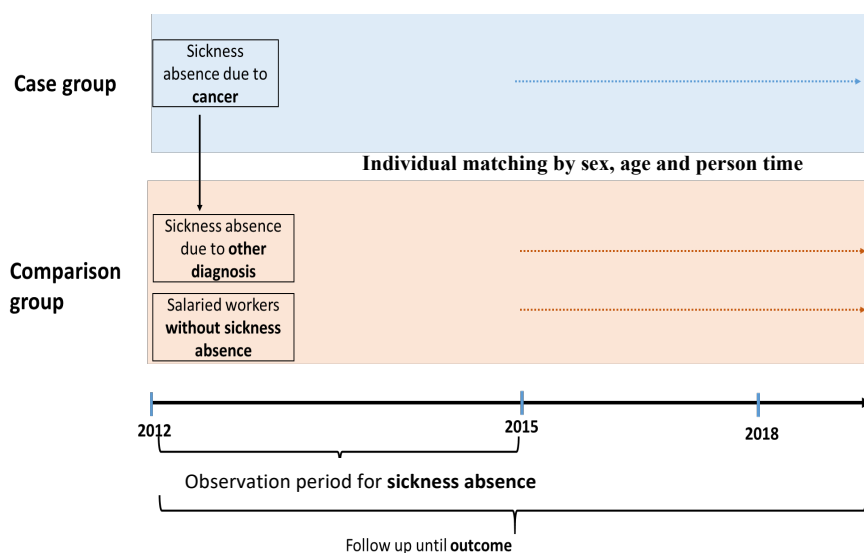 Case group
Sickness
absence due to
cancer
Individual matching by sex, age and person time
Comparison
group
Sickness absence
due to other
diagnosis
Salaried workers
without sickness
absence
2012
2015
2018
Observation period for sickness absence
Follow up until outcome